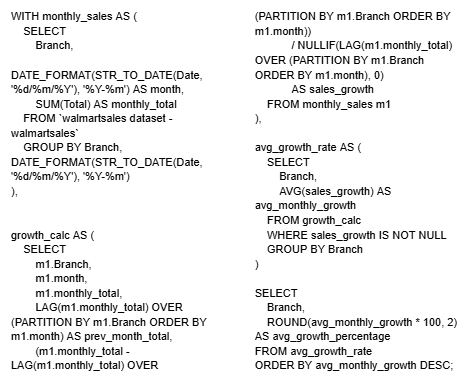 WITH monthly_sales AS (
SELECT
Branch,
DATE_FORMAT(STR_TO_DATE(Date,
'%d/%m/%Y'), '%Y-%m') AS month,
SUM(Total) AS monthly_total
FROM `walmartsales dataset -
walmartsales`
GROUP BY Branch,
DATE_FORMAT(STR_TO_DATE(Date,
'%d/%m/%Y'), '%Y-%m')
),
growth_calc AS (
SELECT
m1.Branch,
m1.month,
m1.monthly_total,
LAG(m1.monthly_total) OVER
(PARTITION BY m1.Branch ORDER BY
m1.month) AS prev_month_total,
(m1.monthly_total -
LAG(m1.monthly_total) OVER
(PARTITION BY m1.Branch ORDER BY
m1.month))
/ NULLIF(LAG(m1.monthly_total)
OVER (PARTITION BY m1.Branch
ORDER BY m1.month), 0)
AS sales_growth
FROM monthly_sales m1
),
avg_growth_rate AS (
SELECT
Branch,
AVG(sales_growth) AS
avg_monthly_growth
FROM growth_calc
WHERE sales_growth IS NOT NULL
GROUP BY Branch
)
SELECT
Branch,
ROUND(avg_monthly_growth * 100, 2)
AS avg_growth_percentage
FROM avg_growth_rate
ORDER BY avg_monthly_growth DESC;